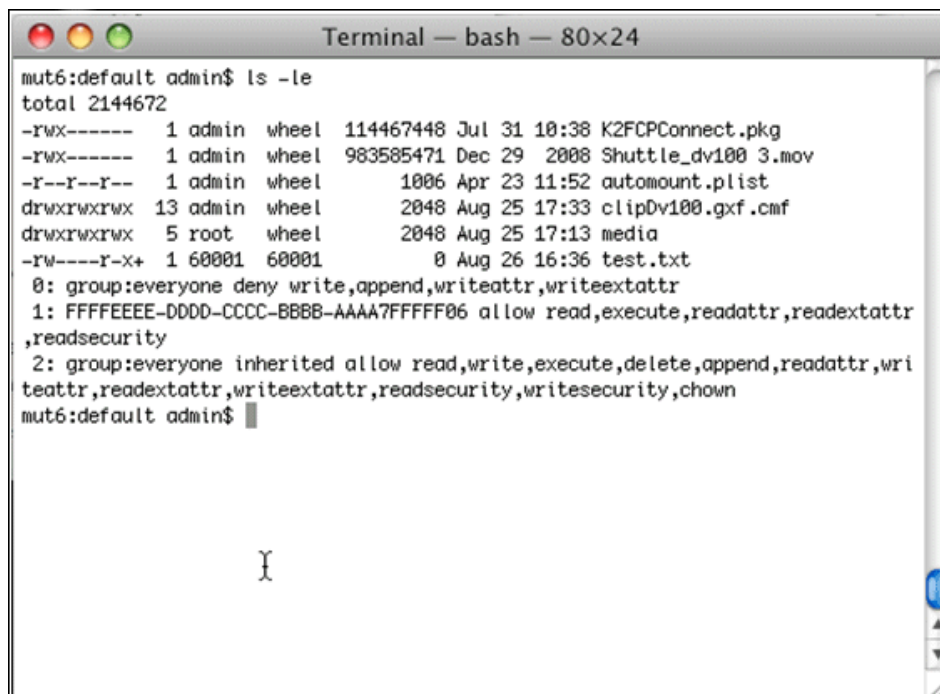 Terminal — bash — 80×24
mut6:default admin$ ls -le
total 2144672
-rwx------   1 admin  wheel  114467448 Jul 31 10:38 K2FCPConnect.pkg
-rwx------   1 admin  wheel  983585471 Dec 29  2008 Shuttle_dv100 3.mov
-r--r--r--   1 admin  wheel       1006 Apr 23 11:52 automount.plist
drwxrwxrwx  13 admin  wheel       2048 Aug 25 17:33 clipDv100.gxf.cmf
drwxrwxrwx   5 root   wheel       2048 Aug 25 17:13 media
-rw----r-x+  1 60001  60001          0 Aug 26 16:36 test.txt
 0: group:everyone deny write,append,writeattr,writeextattr
 1: FFFFEEEE-DDDD-CCCC-BBBB-AAAA7FFFFF06 allow read,execute,readattr,readextattr
,readsecurity
 2: group:everyone inherited allow read,write,execute,delete,append,readattr,wri
teattr,readextattr,writeextattr,readsecurity,writesecurity,chown
mut6:default admin$